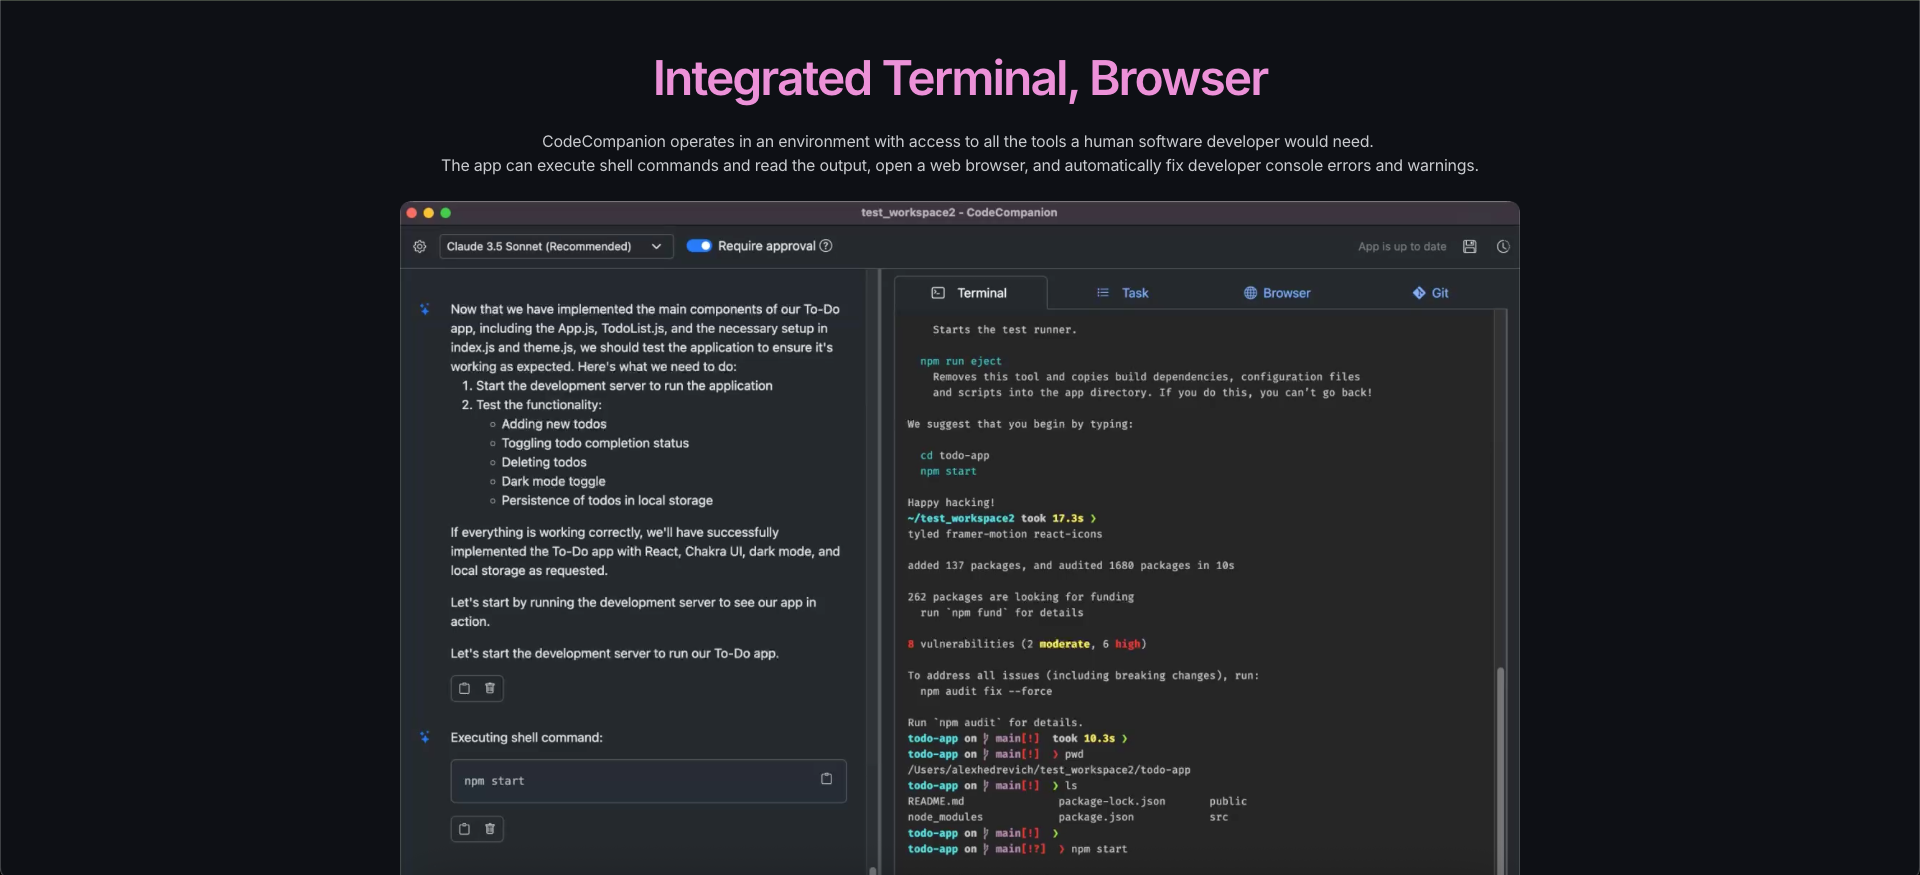 Integrated Terminal, Browser
CodeCompanion operates in an environment with access to all the tools a human software developer would need.
The app can execute shell commands and read the output, open a web browser, and automatically fix developer console errors and warnings.
test_workspace2 - CodeCompanion
Claude 3.5 Sonnet (Recommended)
Require approval
App is up to date
Now that we have implemented the main components of our To-Do
app, including the App.js, TodoList.js, and the necessary setup in
index.js and theme.js, we should test the application to ensure it's
working as expected. Here's what we need to do:
1. Start the development server to run the application
2. Test the functionality:
Adding new todos
Toggling todo completion status
Deleting todos
Dark mode toggle
Persistence of todos in local storage
If everything is working correctly, we'll have successfully
implemented the To-Do app with React, Chakra UI, dark mode, and
local storage as requested.
Let's start by running the development server to see our app in
action.
Let's start the development server to run our To-Do app.
Executing shell command:
npm start
Terminal
Task
Browser
Git
Starts the test runner.
npm run eject
Removes this tool and copies build dependencies, configuration files
and scripts into the app directory. If you do this, you can't go back!
We suggest that you begin by typing:
cd todo-app
npm start
Happy hacking!
~/test_workspace2 took 17.3s ❯
tyled framer-motion react-icons
added 137 packages, and audited 1680 packages in 10s
262 packages are looking for funding
run `npm fund` for details
8 vulnerabilities (2 moderate, 6 high)
To address all issues (including breaking changes), run:
npm audit fix --force
Run `npm audit` for details.
todo-app on main[!] took 10.3s ❯
todo-app on main[!] ❯ pwd
/Users/alexhedrevich/test_workspace2/todo-app
todo-app on main[!] ❯ ls
README.md package-lock.json public
node_modules package.json src
todo-app on main[!] ❯
todo-app on main[!?] ❯ npm start